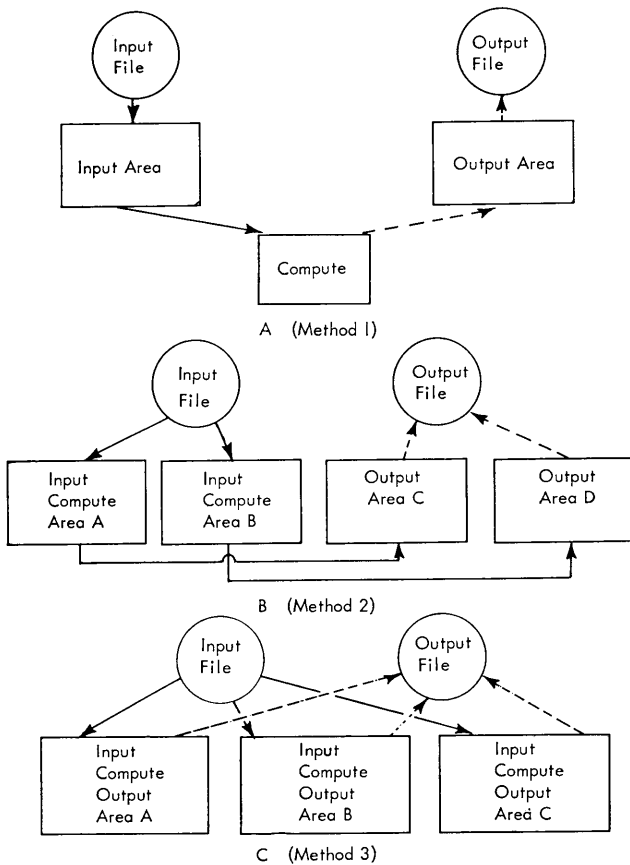 Input
File
Output
File
Input Area
Output Area
Compute
A (Method 1)
Input
File
Output
File
Input
Compute
Area A
Input
Compute
Area B
Output
Area C
Output
Area D
B (Method 2)
Input
File
Output
File
Input
Compute
Output
Area A
Input
Compute
Output
Area B
Input
Compute
Output
Area C
C (Method 3)